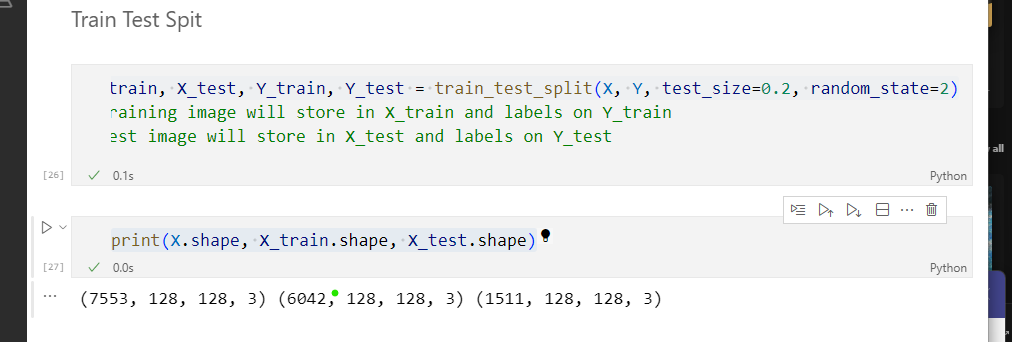 Train Test Spit
train, X_test, Y_train, Y_test = train_test_split(X, Y, test_size=0.2, random_state=2)
raining image will store in X_train and labels on Y_train
est image will store in X_test and labels on Y_test
[26] 0.1s Python
print(X.shape, X_train.shape, X_test.shape)
[27] 0.0s Python
(7553, 128, 128, 3) (6042, 128, 128, 3) (1511, 128, 128, 3)
all